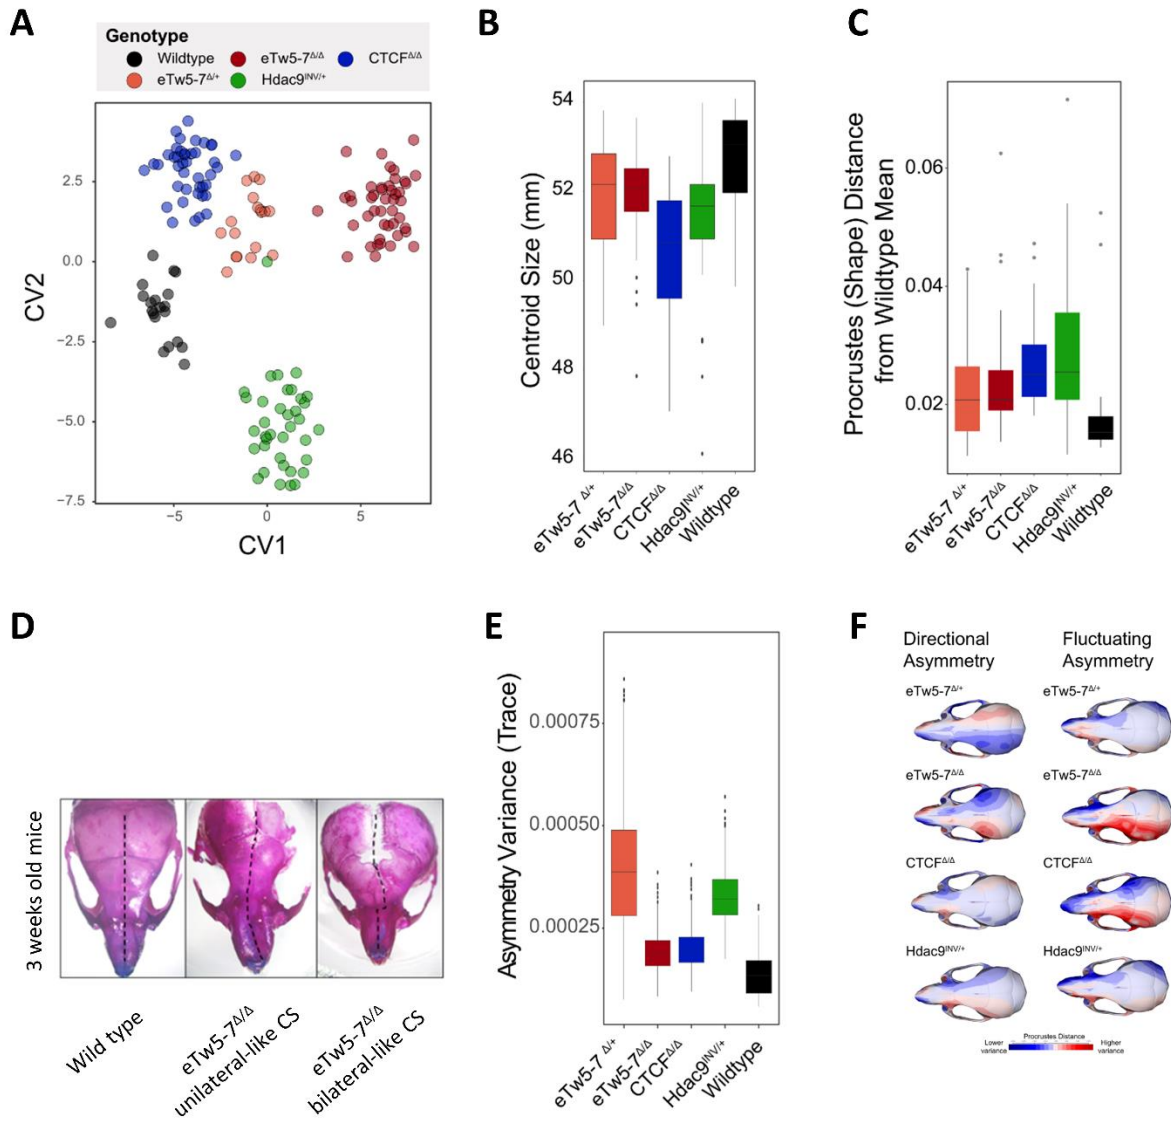 A
Genotype
Wildtype eTw5-7Δ/Δ CTCFΔ/Δ
eTw5-7Δ/+ Hdac9INV/+
CV2
2.5
0.0
−2.5
−5.0
−7.5
−5 0 5
CV1
B
Centroid Size (mm)
54
52
50
48
46
eTw5-7 Δ/+
eTw5-7Δ/Δ
CTCFΔ/Δ
Hdac9INV/+
Wildtype
C
Procrustes (Shape) Distance
from Wildtype Mean
0.06
0.04
0.02
eTw5-7 Δ/+
eTw5-7Δ/Δ
CTCFΔ/Δ
Hdac9INV/+
Wildtype
D
3 weeks old mice
Wild type
eTw5-7Δ/Δ
unilateral-like CS
eTw5-7Δ/Δ
bilateral-like CS
E
Asymmetry Variance (Trace)
0.00075
0.00050
0.00025
eTw5-7 Δ/+
eTw5-7Δ/Δ
CTCFΔ/Δ
Hdac9INV/+
Wildtype
F
Directional
Asymmetry
Fluctuating
Asymmetry
eTw5-7Δ/+ eTw5-7Δ/+
eTw5-7Δ/Δ eTw5-7Δ/Δ
CTCFΔ/Δ CTCFΔ/Δ
Hdac9INV/+ Hdac9INV/+
Procrustes Distance
Lower
variance
Higher
variance